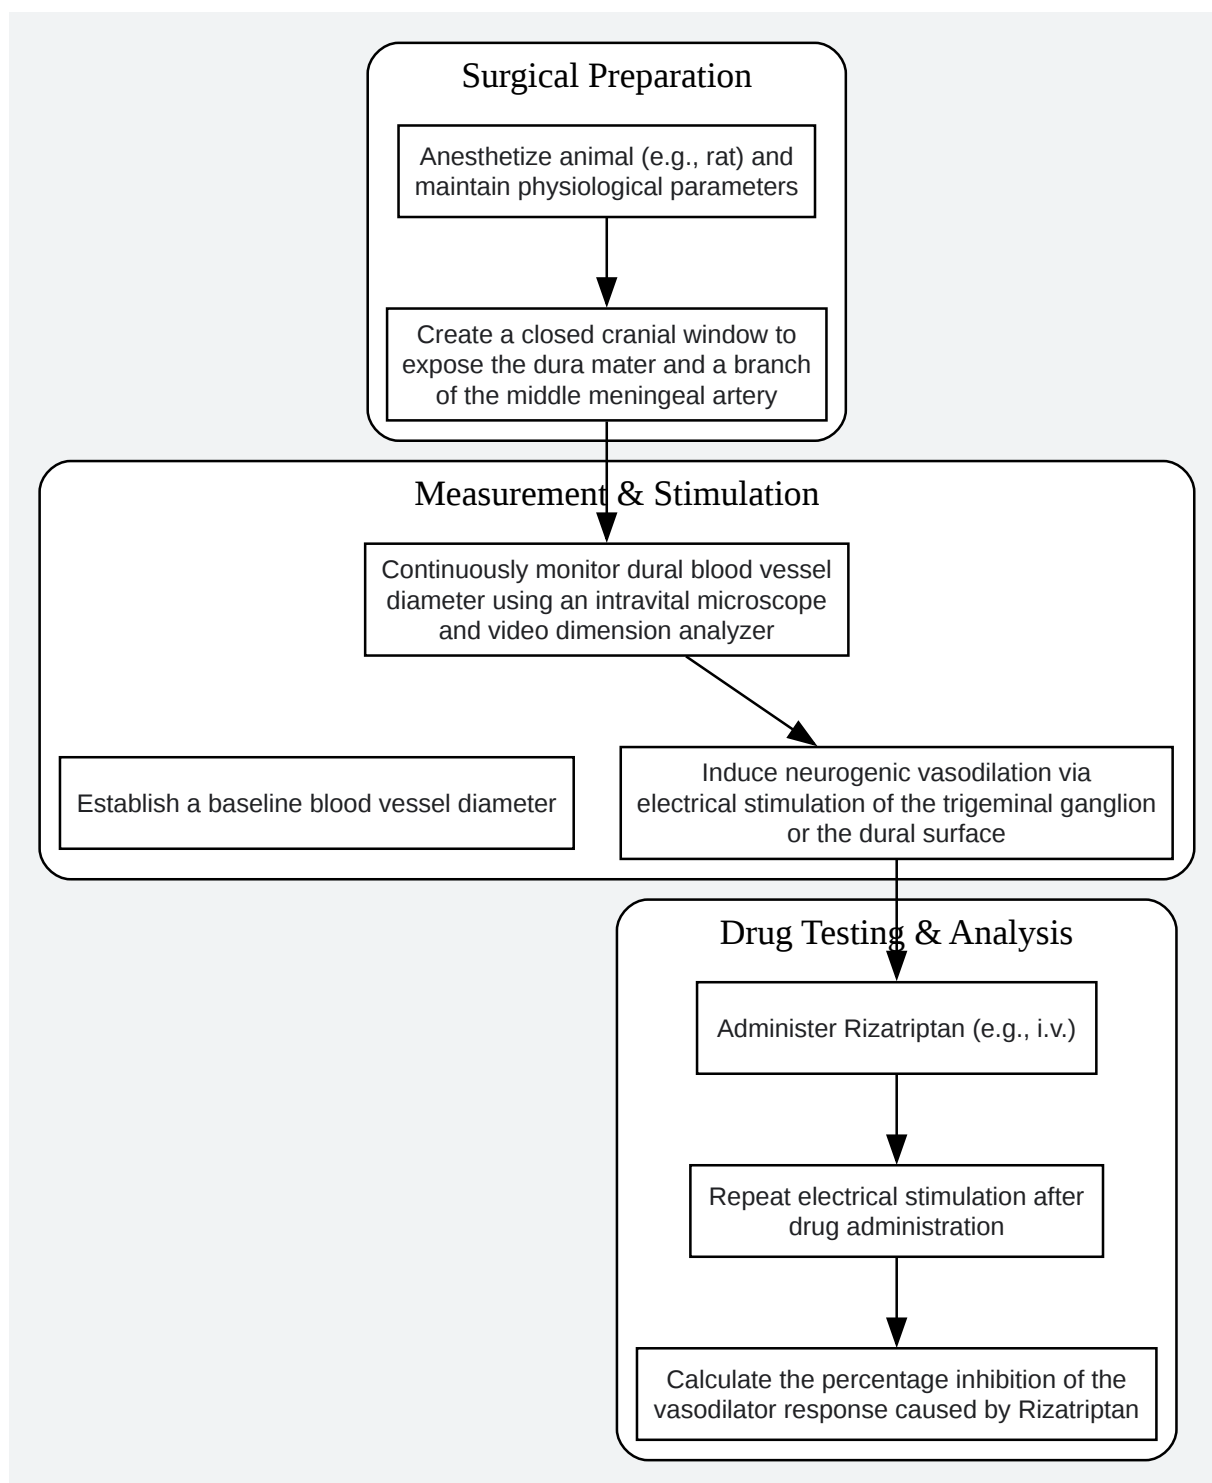 Surgical Preparation
Anesthetize animal (e.g., rat) and
maintain physiological parameters
Create a closed cranial window to
expose the dura mater and a branch
of the middle meningeal artery
Measurement & Stimulation
Continuously monitor dural blood vessel
diameter using an intravital microscope
and video dimension analyzer
Establish a baseline blood vessel diameter
Induce neurogenic vasodilation via
electrical stimulation of the trigeminal ganglion
or the dural surface
Drug Testing & Analysis
Administer Rizatriptan (e.g., i.v.)
Repeat electrical stimulation after
drug administration
Calculate the percentage inhibition of the
vasodilator response caused by Rizatriptan